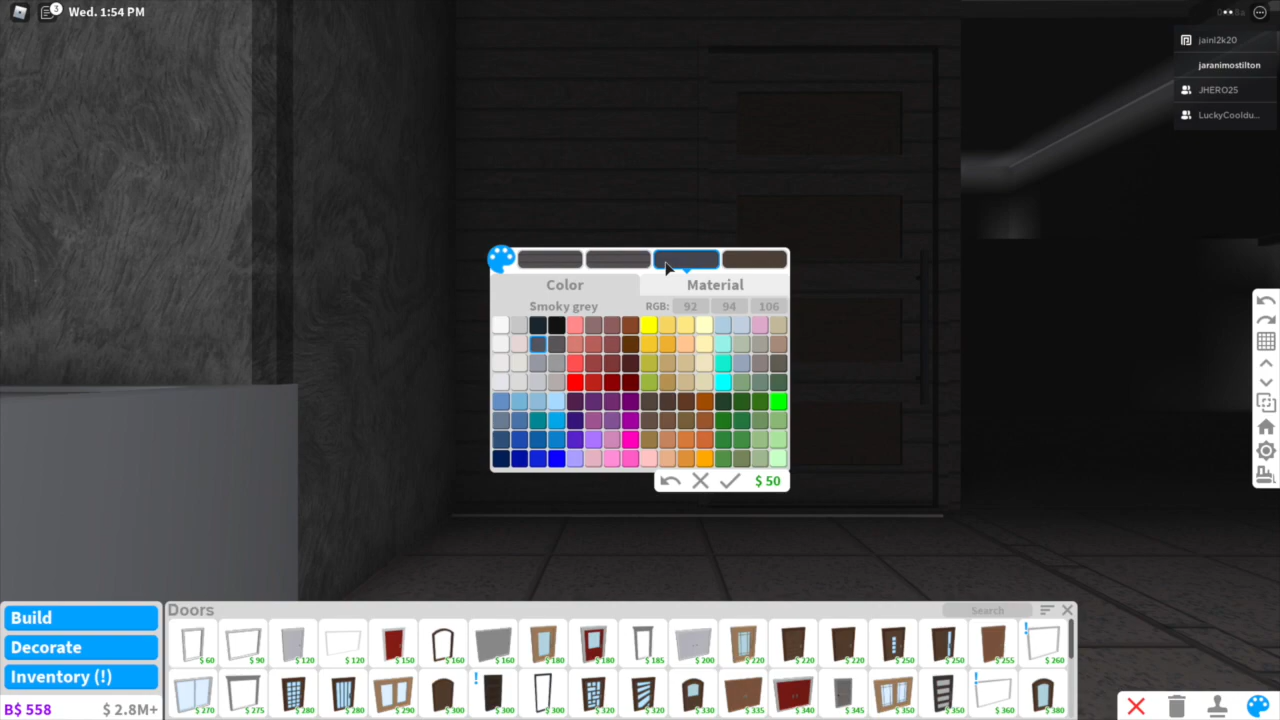 3
Wed. 1:54 PM
jainl2k20
jaranimostilton
JHERO25
LuckyCooldu...
Color
Material
Smoky grey
RGB: 92 94 106
$ 50
Build
Decorate
Inventory (!)
B$ 558
$ 2.8M+
Doors
Search
$ 60 $ 90 $ 120 $ 120 $ 150 $ 160 $ 160 $ 180 $ 180 $ 185 $ 200 $ 220 $ 220 $ 220 $ 250 $ 250 $ 255 ! $ 260
$ 270 $ 275 $ 280 $ 280 $ 290 $ 300 ! $ 300 $ 300 $ 320 $ 320 $ 330 $ 335 $ 340 $ 345 $ 350 $ 350 ! $ 360 $ 380